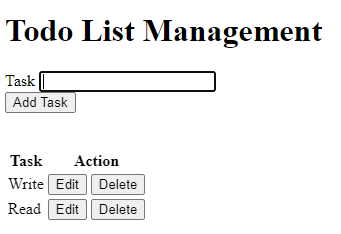 Todo List Management
Task
Add Task
Task Action
Write Edit Delete
Read Edit Delete